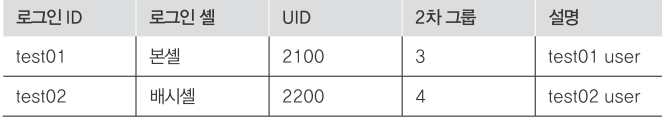 로그인 ID 로그인 셸 UID 2차 그룹 설명
test01 본셸 2100 3 test01 user
test02 배시셸 2200 4 test02 user